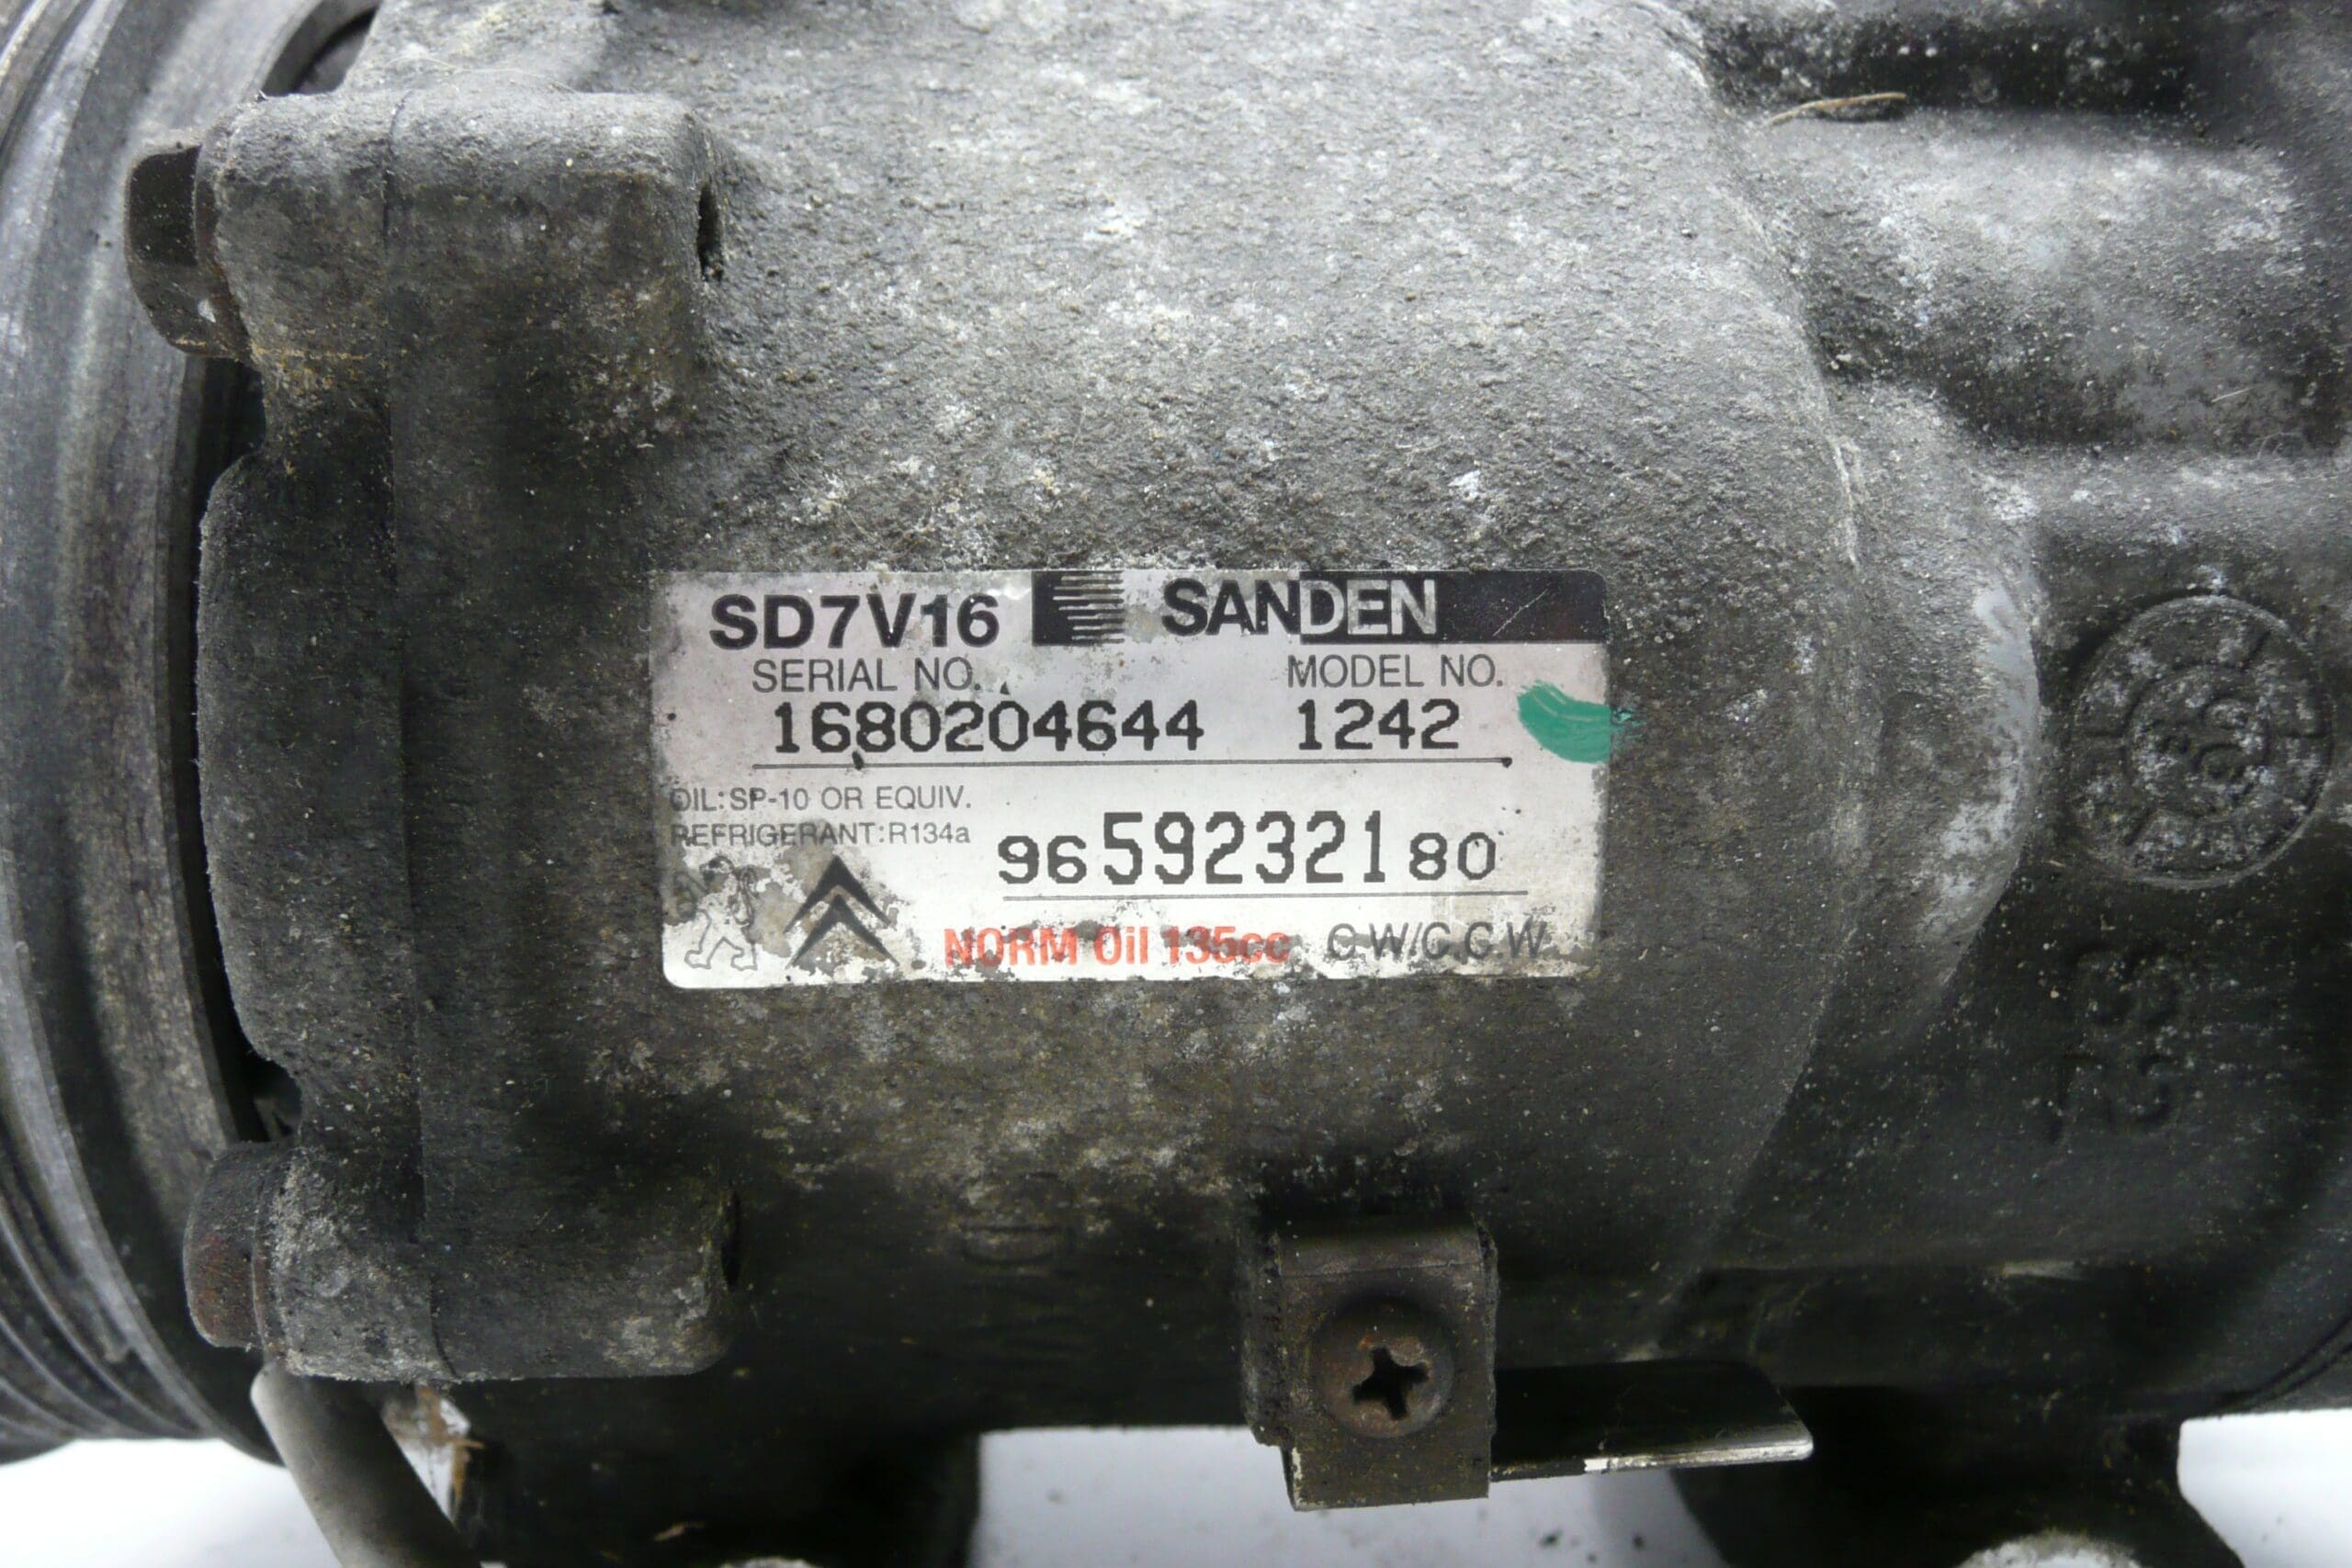 SD7V16 SANDEN
SERIAL NO. MODEL NO.
1680204644 1242
OIL:SP-10 OR EQUIV.
REFRIGERANT:R134a
9659232180
NORM Oil 135cc C.W/C.C.W